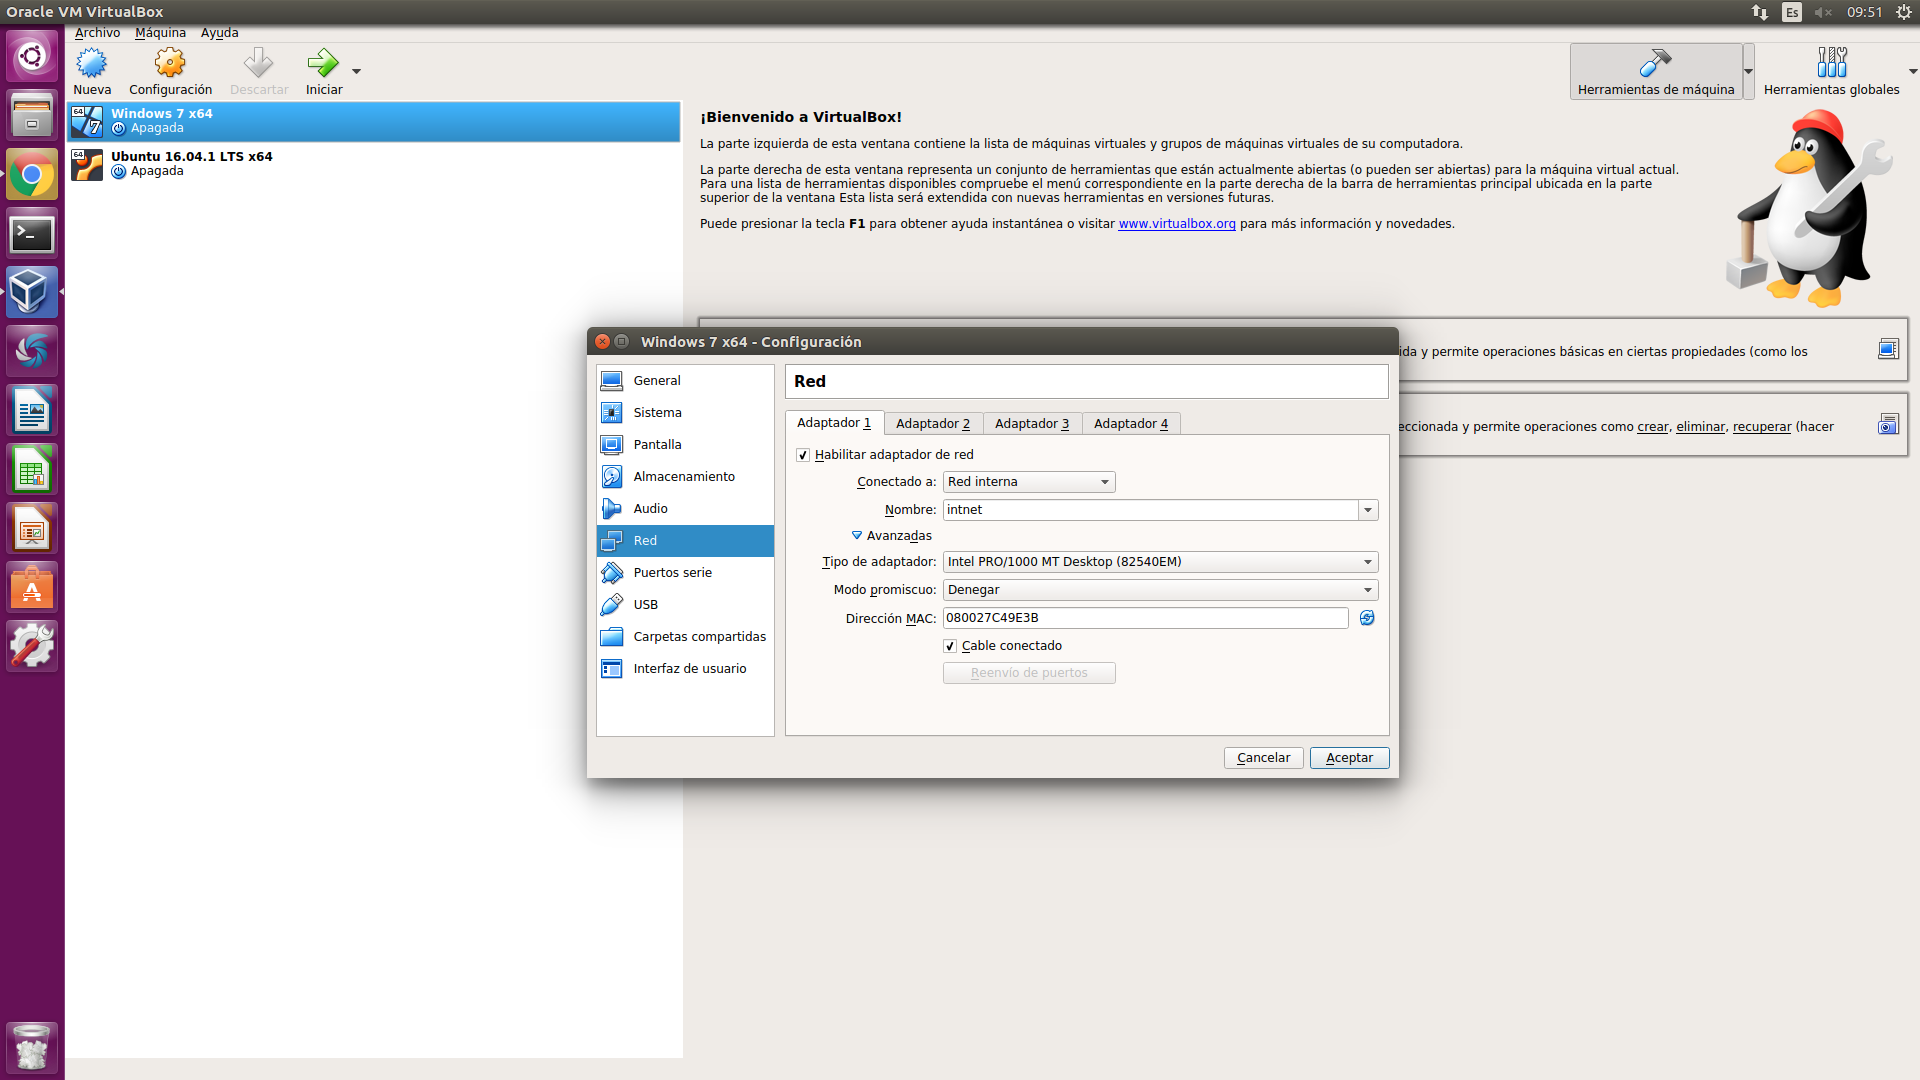 Oracle VM VirtualBox
Es
09:51
Archivo Máquina Ayuda
Nueva
Configuración
Descartar
Iniciar
Herramientas de máquina
Herramientas globales
64
7
Windows 7 x64
Apagada
64
Ubuntu 16.04.1 LTS x64
Apagada
¡Bienvenido a VirtualBox!
La parte izquierda de esta ventana contiene la lista de máquinas virtuales y grupos de máquinas virtuales de su computadora.
La parte derecha de esta ventana representa un conjunto de herramientas que están actualmente abiertas (o pueden ser abiertas) para la máquina virtual actual.
Para una lista de herramientas disponibles compruebe el menú correspondiente en la parte derecha de la barra de herramientas principal ubicada en la parte
superior de la ventana Esta lista será extendida con nuevas herramientas en versiones futuras.
Puede presionar la tecla F1 para obtener ayuda instantánea o visitar www.virtualbox.org para más información y novedades.
ida y permite operaciones básicas en ciertas propiedades (como los
eccionada y permite operaciones como crear, eliminar, recuperar (hacer
Windows 7 x64 - Configuración
General
Sistema
Pantalla
Almacenamiento
Audio
Red
Puertos serie
USB
Carpetas compartidas
Interfaz de usuario
Red
Adaptador 1
Adaptador 2
Adaptador 3
Adaptador 4
Habilitar adaptador de red
Conectado a: Red interna
Nombre: intnet
Avanzadas
Tipo de adaptador: Intel PRO/1000 MT Desktop (82540EM)
Modo promiscuo: Denegar
Dirección MAC: 080027C49E3B
Cable conectado
Reenvío de puertos
Cancelar
Aceptar